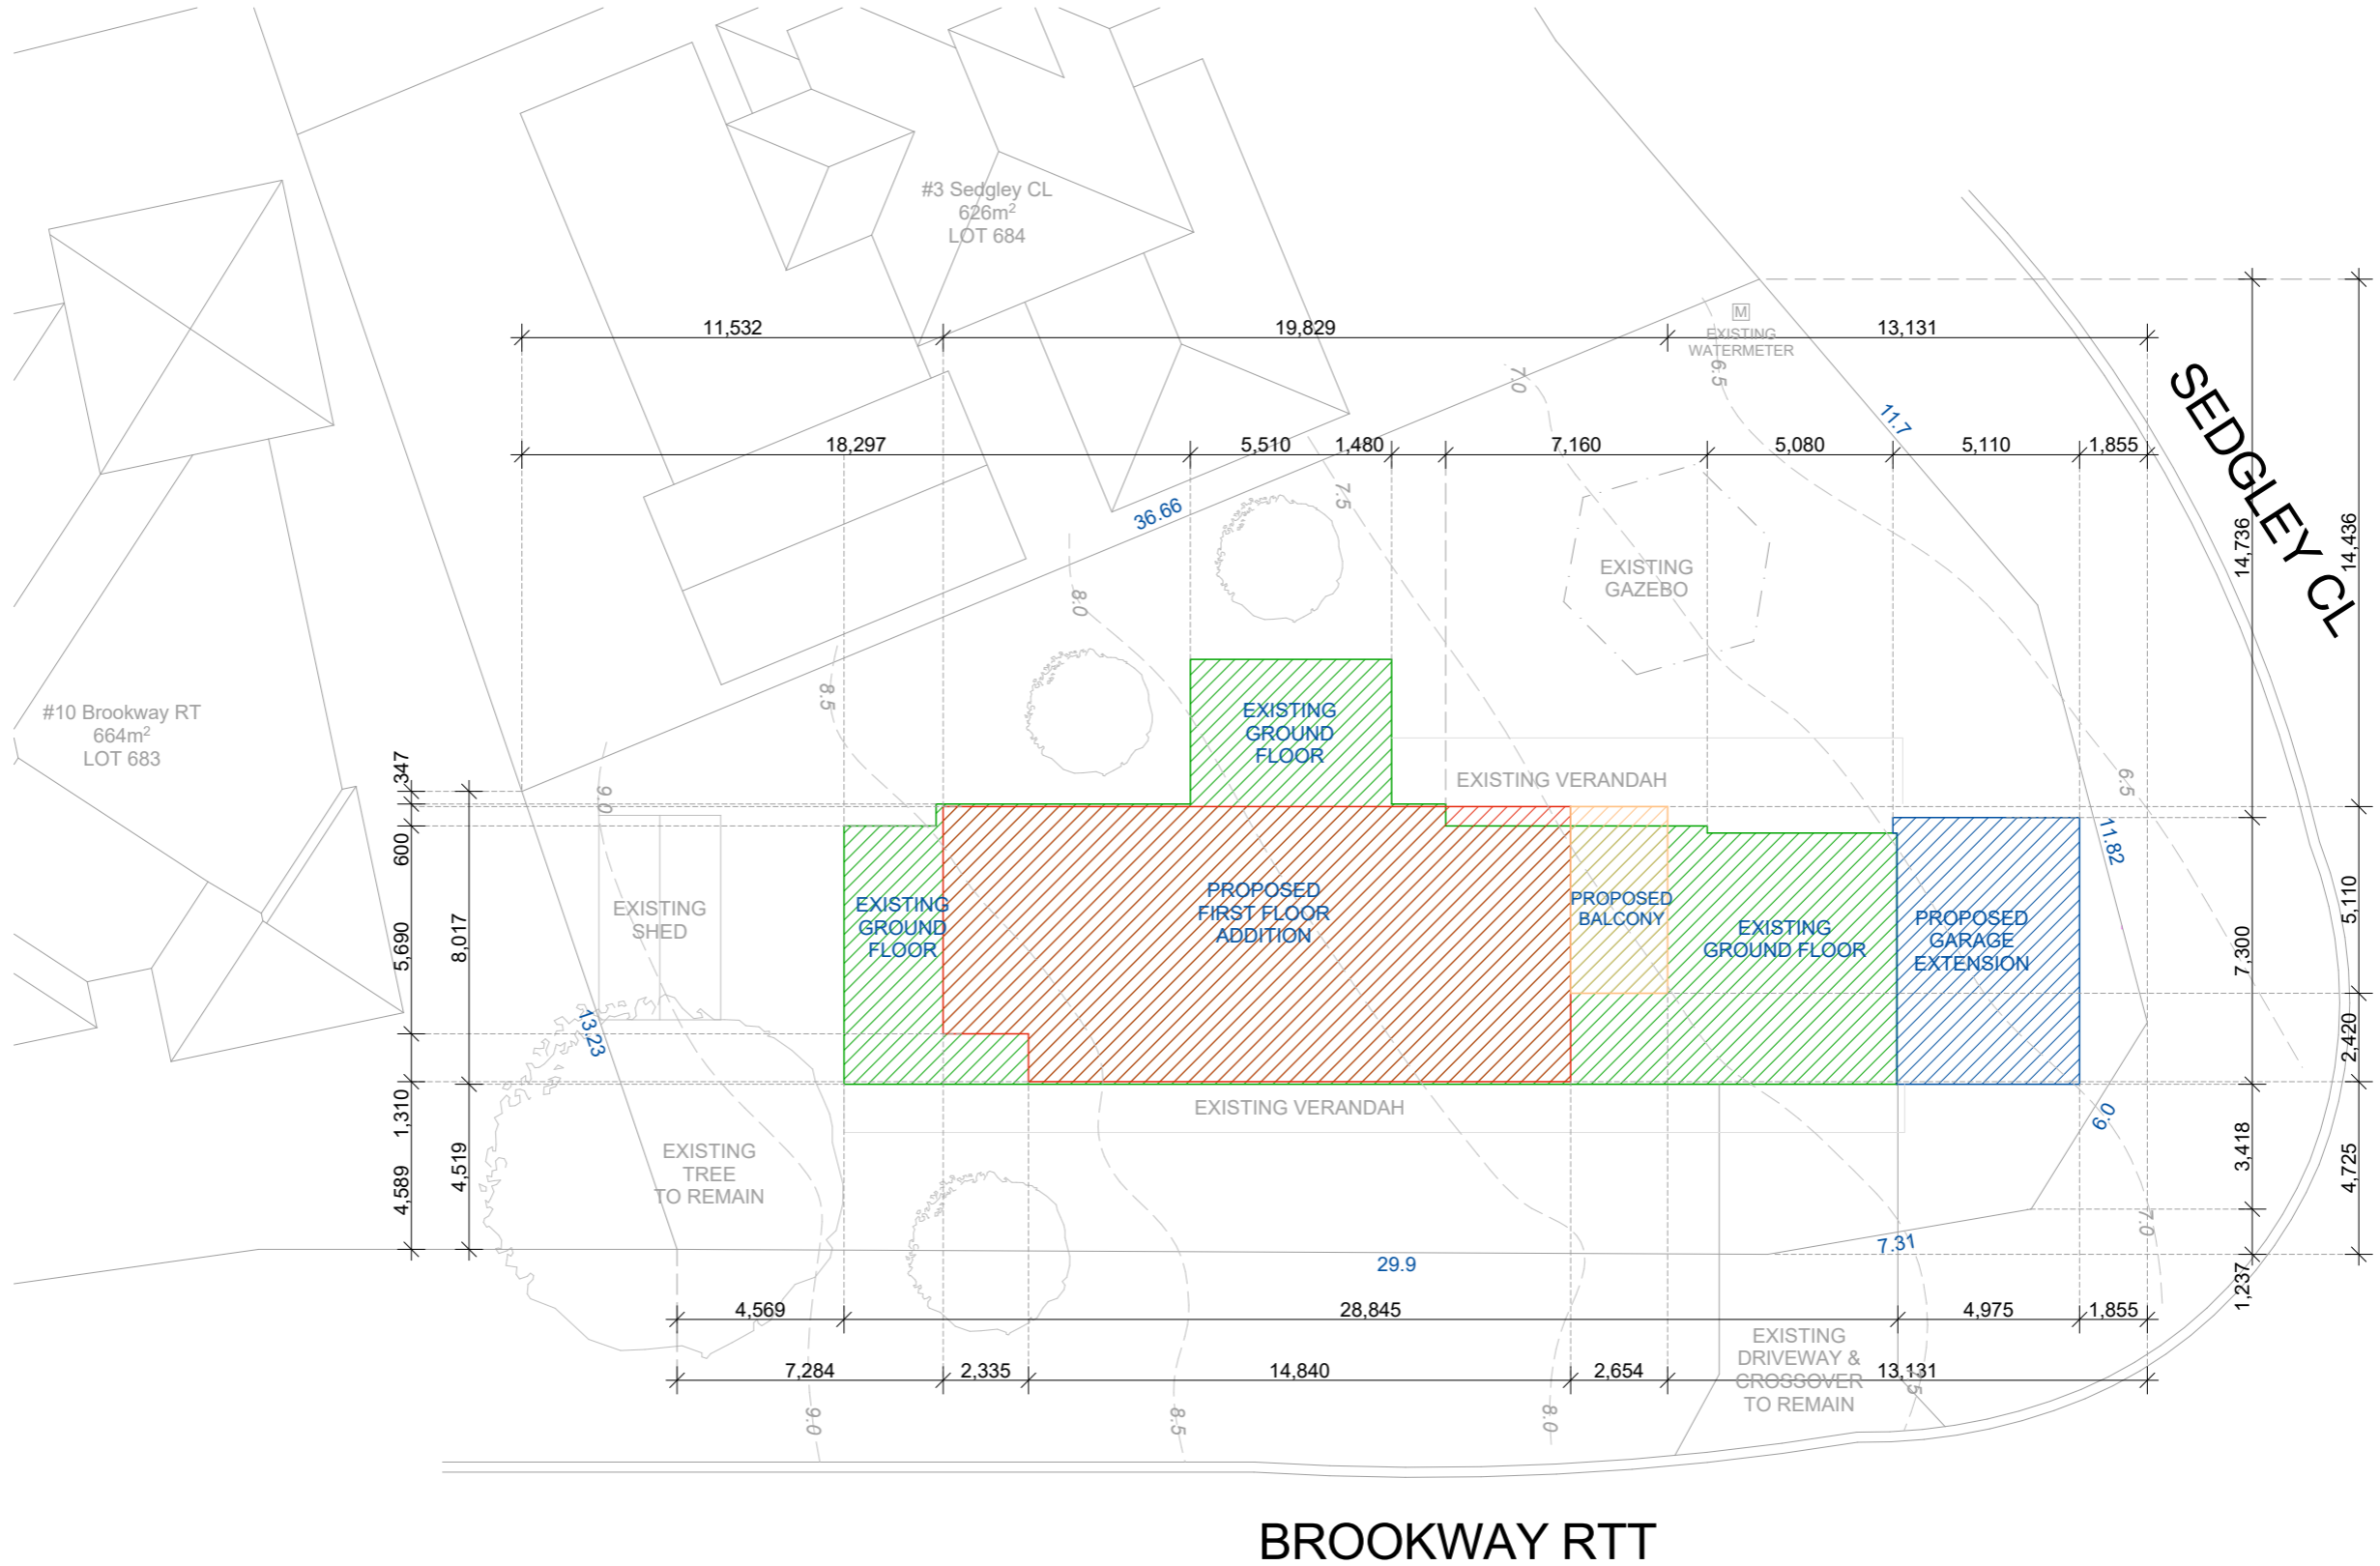 #3 Sedgley CL
626m²
LOT 684
M
EXISTING
WATERMETER
11,532
19,829
13,131
6.5
7.0
SEDGLEY CL
11.7
18,297
5,510
1,480
7,160
5,080
5,110
1,855
7.5
36.66
14,736
14,436
EXISTING
GAZEBO
8.0
8.5
#10 Brookway RT
664m²
LOT 683
EXISTING
GROUND
FLOOR
EXISTING VERANDAH
347
9.0
6.5
600
11.82
5,690
8,017
EXISTING
SHED
EXISTING
GROUND
FLOOR
PROPOSED
FIRST FLOOR
ADDITION
PROPOSED
BALCONY
EXISTING
GROUND FLOOR
PROPOSED
GARAGE
EXTENSION
5,110
7,300
13.23
2,420
1,310
EXISTING VERANDAH
6.0
4,589
4,519
EXISTING
TREE
TO REMAIN
3,418
4,725
7.0
29.9
7.31
1,237
4,569
28,845
4,975
1,855
EXISTING
DRIVEWAY &
CROSSOVER
TO REMAIN
7,284
2,335
14,840
2,654
13,131
7.5
9.0
8.5
8.0
BROOKWAY RTT